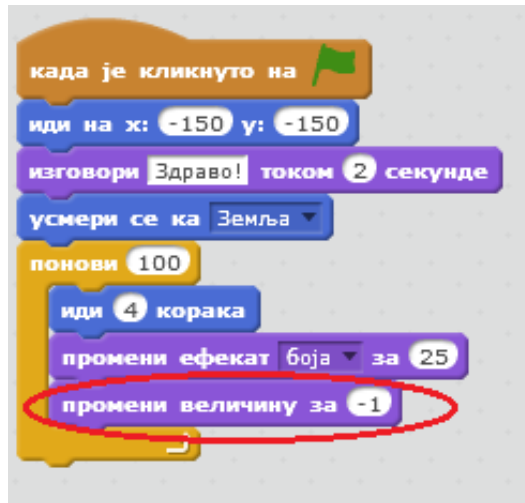 када је кликнуто на
иди на x: -150 y: -150
изговори Здраво! током 2 секунде
усмери се ка Земља
понови 100
иди 4 корака
промени ефекат боја за 25
промени величину за -1